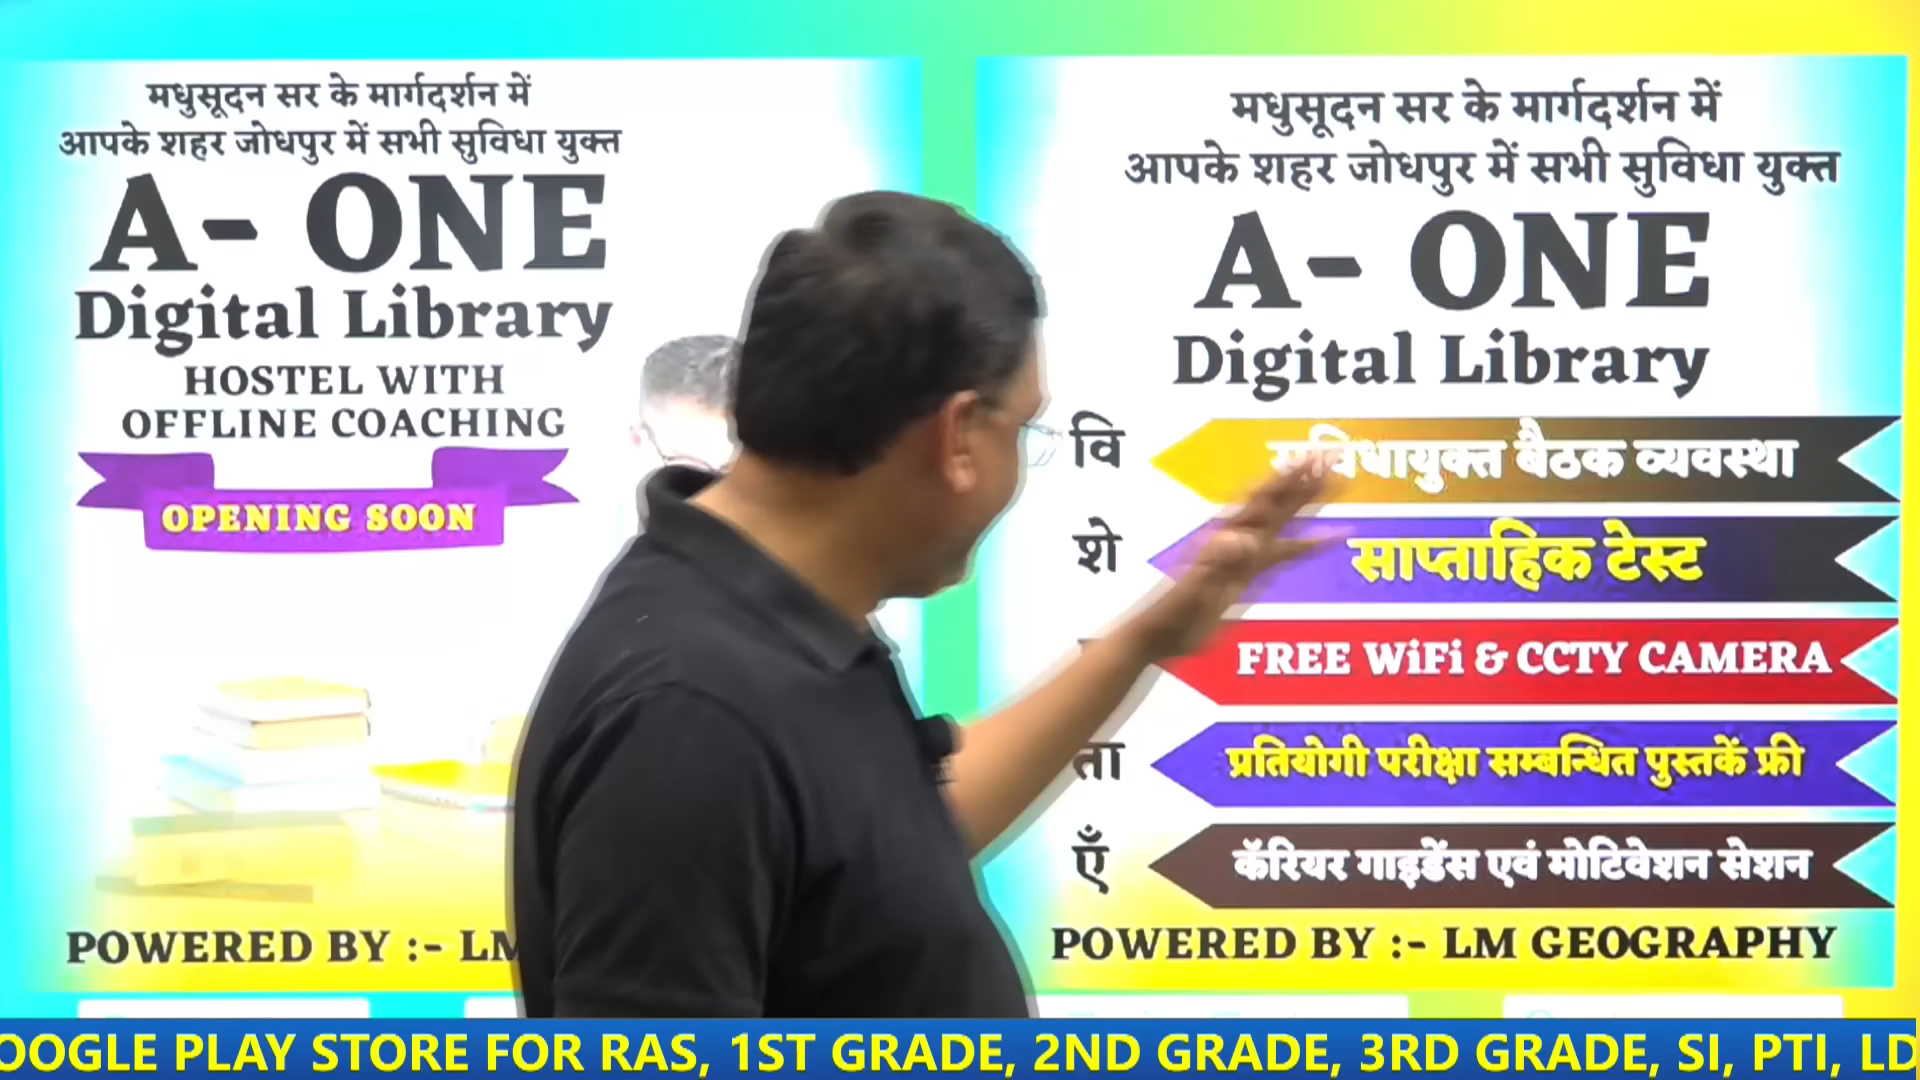 मधुसूदन सर के मार्गदर्शन में
आपके शहर जोधपुर में सभी सुविधा युक्त
A- ONE
Digital Library
HOSTEL WITH
OFFLINE COACHING
OPENING SOON
POWERED BY :- LM
मधुसूदन सर के मार्गदर्शन में
आपके शहर जोधपुर में सभी सुविधा युक्त
A- ONE
Digital Library
वि
सुविधायुक्त बैठक व्यवस्था
शे
साप्ताहिक टेस्ट
FREE WiFi & CCTY CAMERA
ता
प्रतियोगी परीक्षा सम्बन्धित पुस्तकें फ्री
एँ
कॅरियर गाइडेंस एवं मोटिवेशन सेशन
POWERED BY :- LM GEOGRAPHY
OOGLE PLAY STORE FOR RAS, 1ST GRADE, 2ND GRADE, 3RD GRADE, SI, PTI, LD